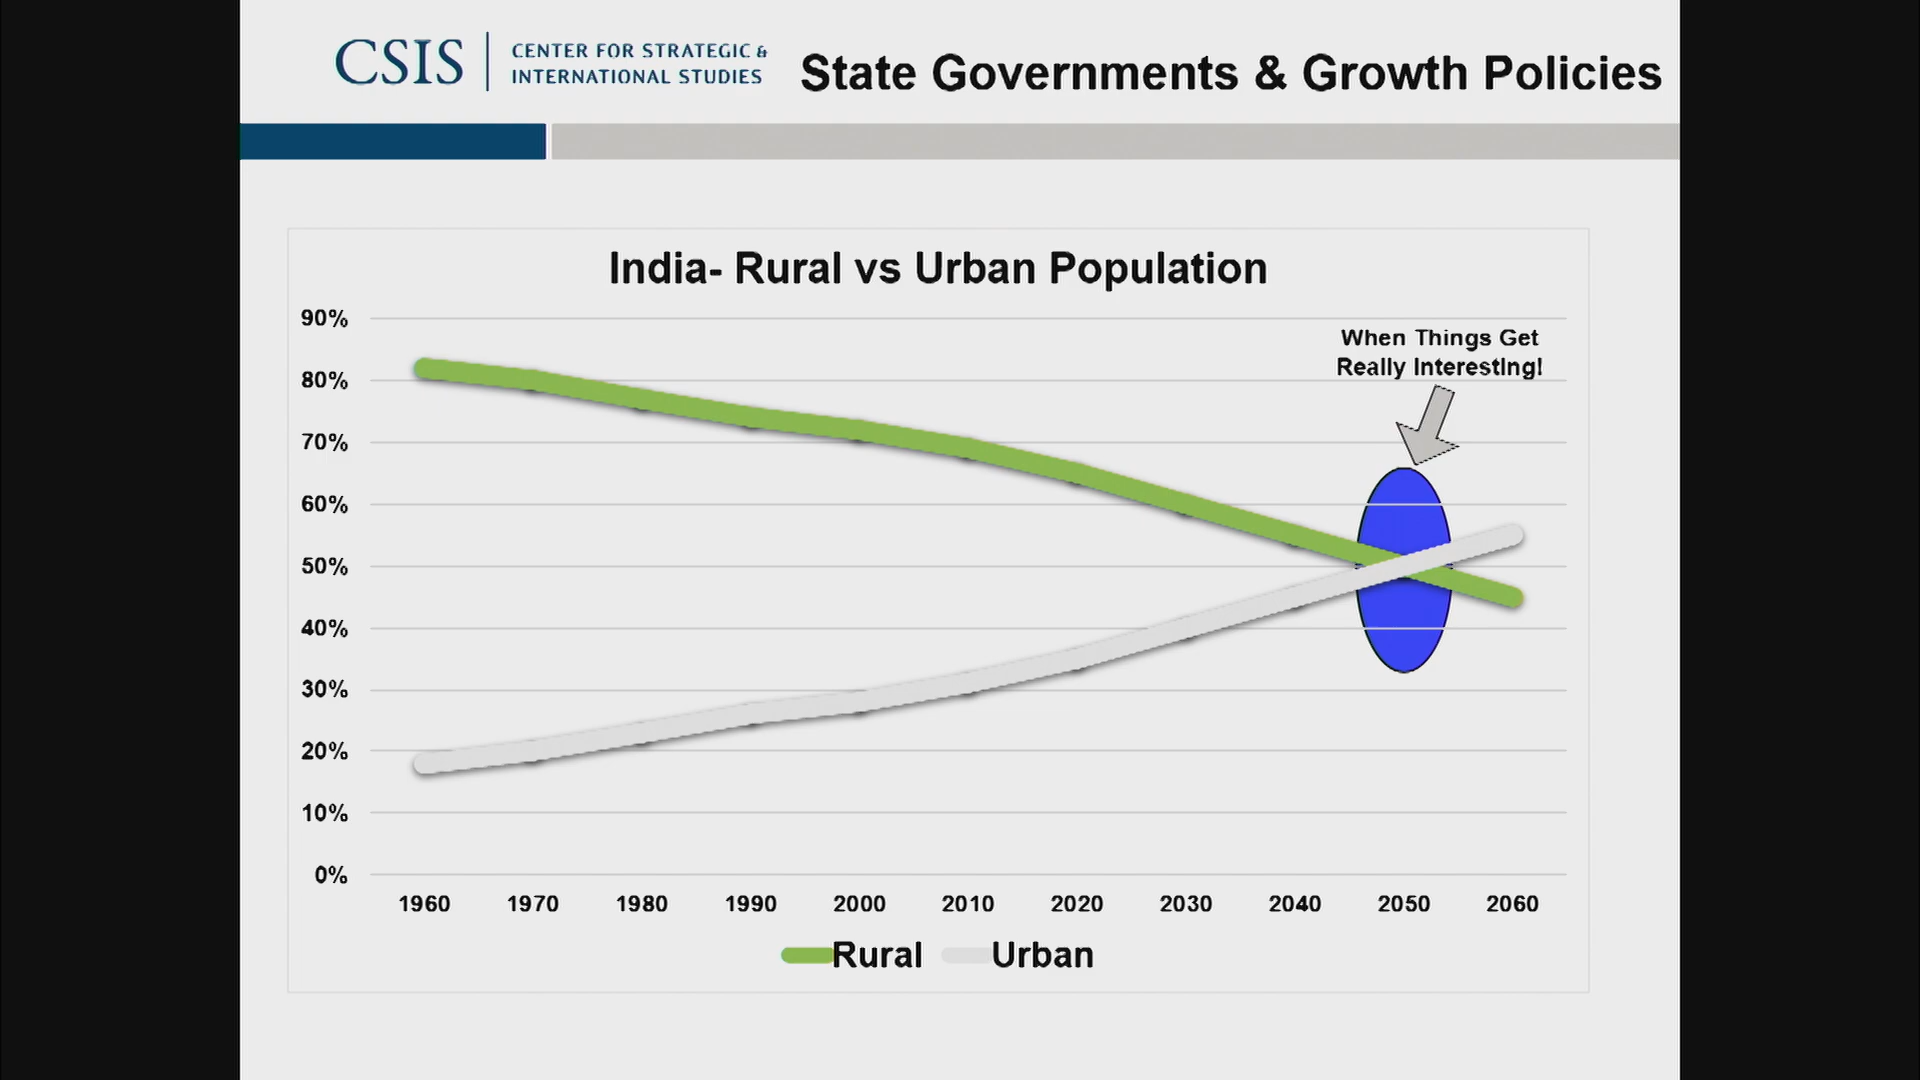 CSIS
CENTER FOR STRATEGIC &
INTERNATIONAL STUDIES
State Governments & Growth Policies
India- Rural vs Urban Population
When Things Get
Really Interesting!
90%
80%
70%
60%
50%
40%
30%
20%
10%
0%
1960 1970 1980 1990 2000 2010 2020 2030 2040 2050 2060
Rural Urban